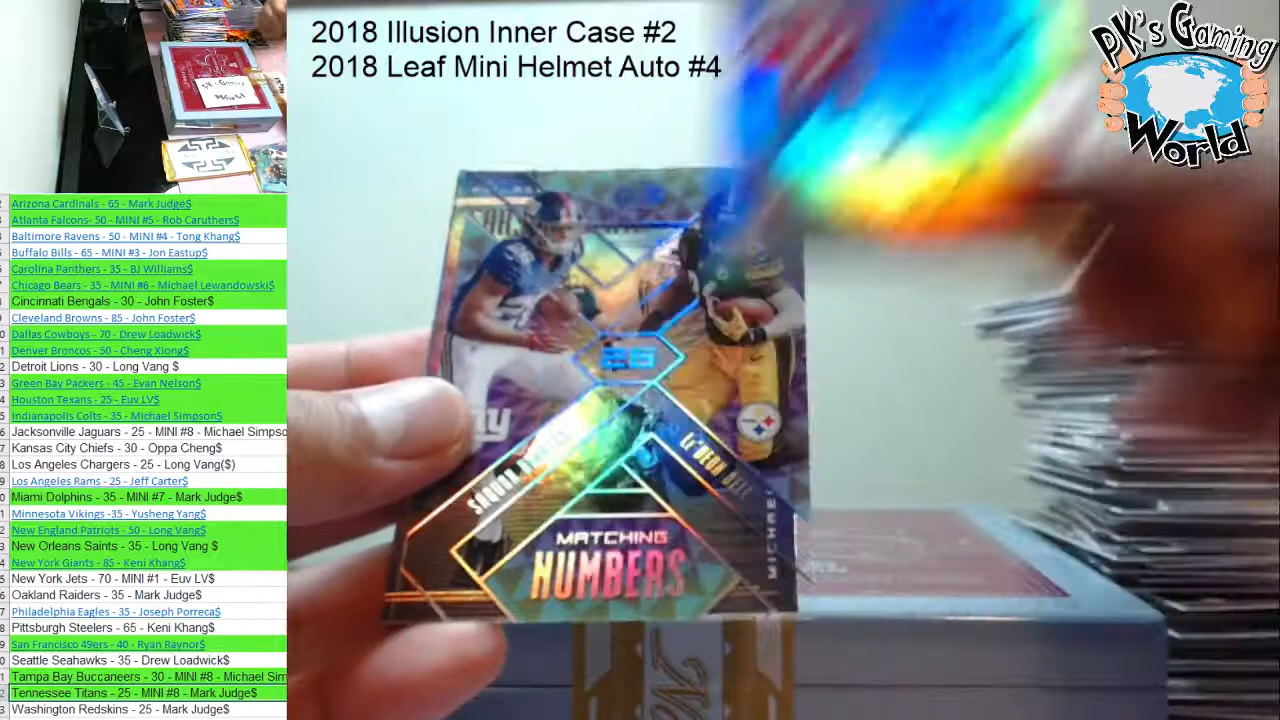 2018 Illusion Inner Case #2
2018 Leaf Mini Helmet Auto #4
PK's Gaming
World
PK's Gaming
World
Arizona Cardinals - 65 - Mark Judge$
Atlanta Falcons- 50 - MINI #5 - Rob Caruthers$
Baltimore Ravens - 50 - MINI #4 - Tong Khang$
Buffalo Bills - 65 - MINI #3 - Jon Eastup$
Carolina Panthers - 35 - BJ Williams$
Chicago Bears - 35 - MINI #6 - Michael Lewandowski$
Cincinnati Bengals - 30 - John Foster$
Cleveland Browns - 85 - John Foster$
Dallas Cowboys - 70 - Drew Loadwick$
Denver Broncos - 50 - Cheng Xiong$
Detroit Lions - 30 - Long Vang $
Green Bay Packers - 45 - Evan Nelson$
Houston Texans - 25 - Euv LV$
Indianapolis Colts - 35 - Michael Simpson$
Jacksonville Jaguars - 25 - MINI #8 - Michael Simpso
Kansas City Chiefs - 30 - Oppa Cheng$
Los Angeles Chargers - 25 - Long Vang($)
Los Angeles Rams - 25 - Jeff Carter$
Miami Dolphins - 35 - MINI #7 - Mark Judge$
Minnesota Vikings -35 - Yusheng Yang$
New England Patriots - 50 - Long Vang$
New Orleans Saints - 35 - Long Vang $
New York Giants - 85 - Keni Khang$
New York Jets - 70 - MINI #1 - Euv LV$
Oakland Raiders - 35 - Mark Judge$
Philadelphia Eagles - 35 - Joseph Porreca$
Pittsburgh Steelers - 65 - Keni Khang$
San Francisco 49ers - 40 - Ryan Raynor$
Seattle Seahawks - 35 - Drew Loadwick$
Tampa Bay Buccaneers - 30 - MINI #8 - Michael Sim
Tennessee Titans - 25 - MINI #8 - Mark Judge$
Washington Redskins - 25 - Mark Judge$
26
ny
Le'Veon Bell
MICHAEL
MATCHING
NUMBERS